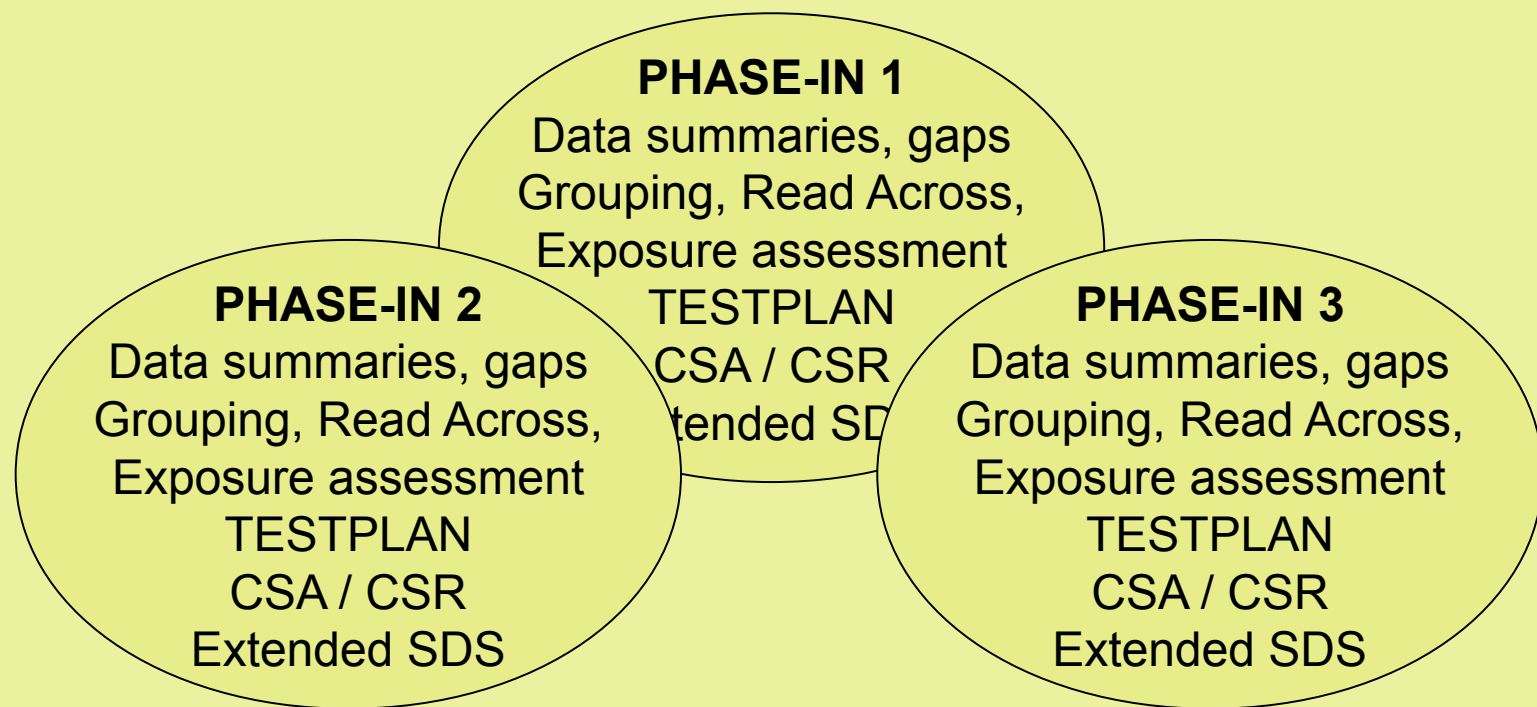 PHASE-IN 1
Data summaries, gaps
Grouping, Read Across,
Exposure assessment
TESTPLAN
CSA / CSR
tended SD
PHASE-IN 2
Data summaries, gaps
Grouping, Read Across,
Exposure assessment
TESTPLAN
CSA / CSR
Extended SDS
PHASE-IN 3
Data summaries, gaps
Grouping, Read Across,
Exposure assessment
TESTPLAN
CSA / CSR
Extended SDS